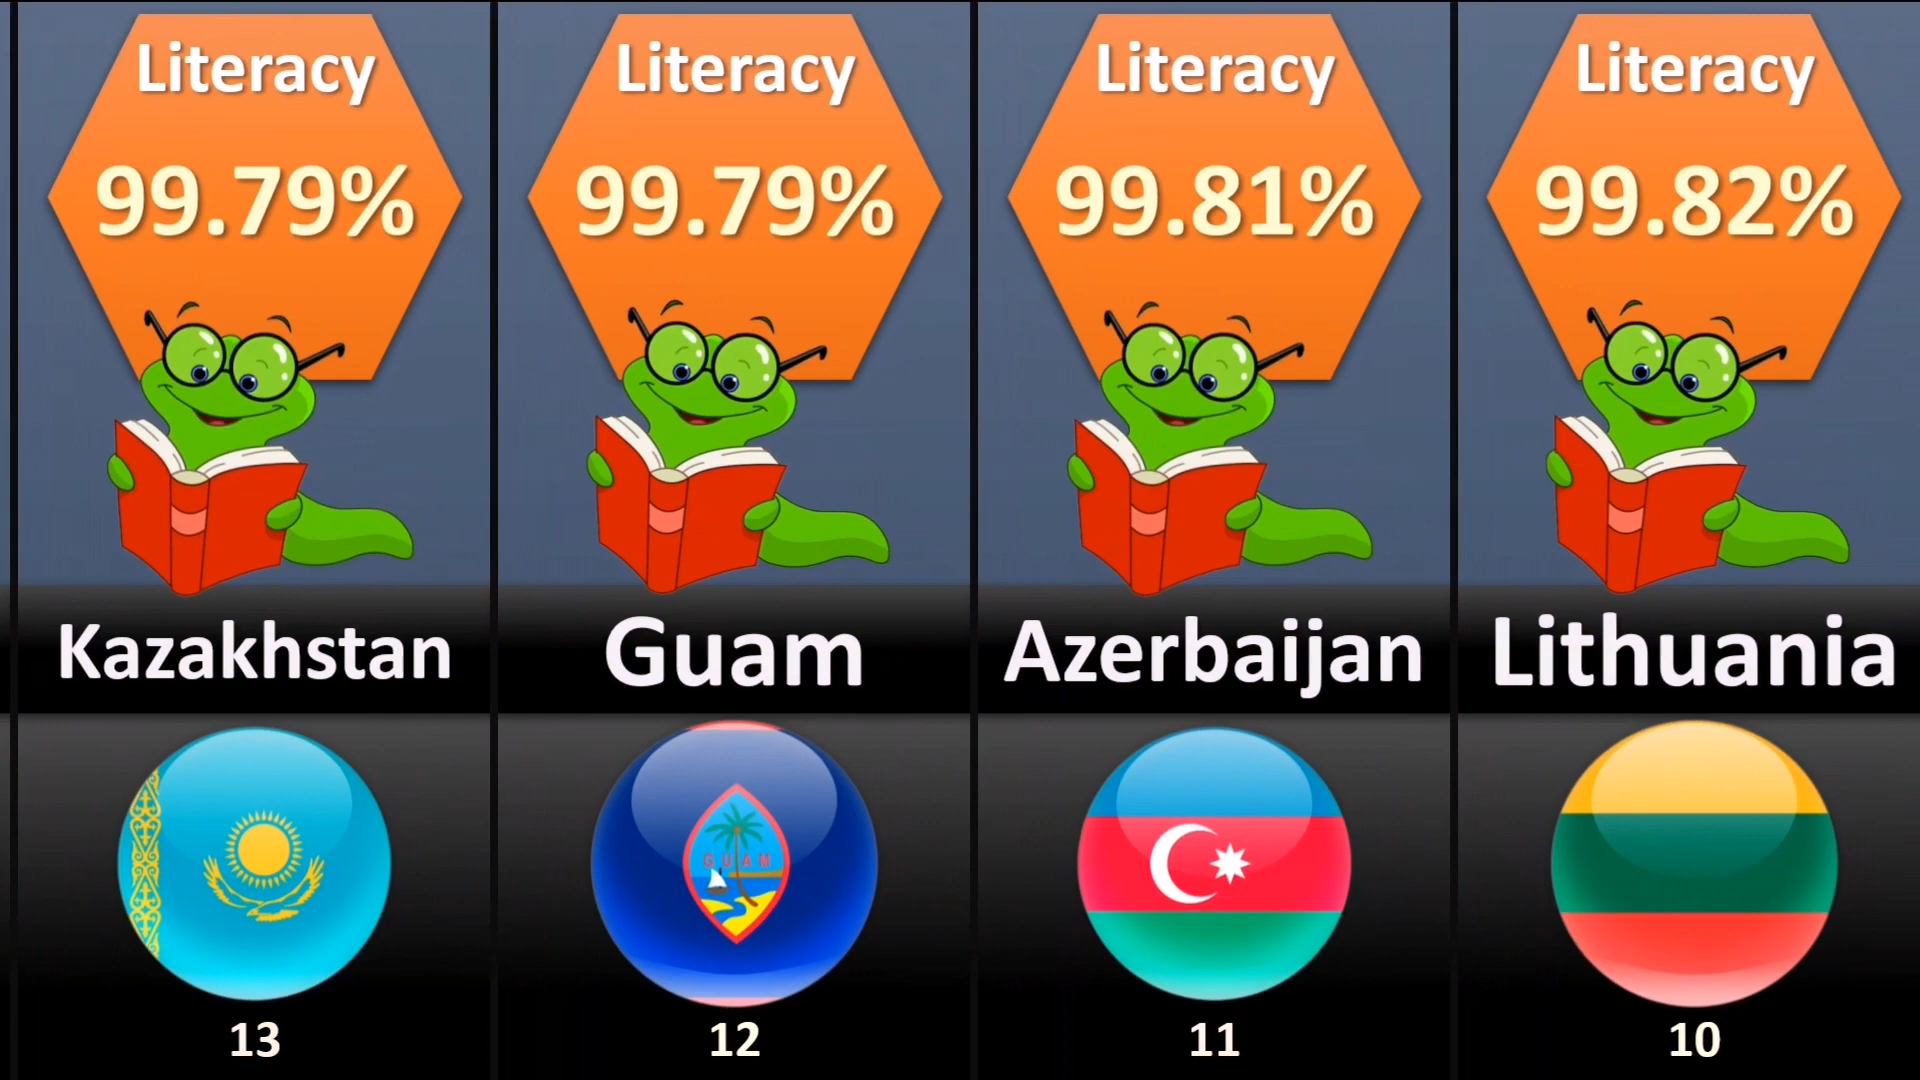 Literacy
99.79%
Kazakhstan
13
Literacy
99.79%
Guam
GUAM
12
Literacy
99.81%
Azerbaijan
11
Literacy
99.82%
Lithuania
10